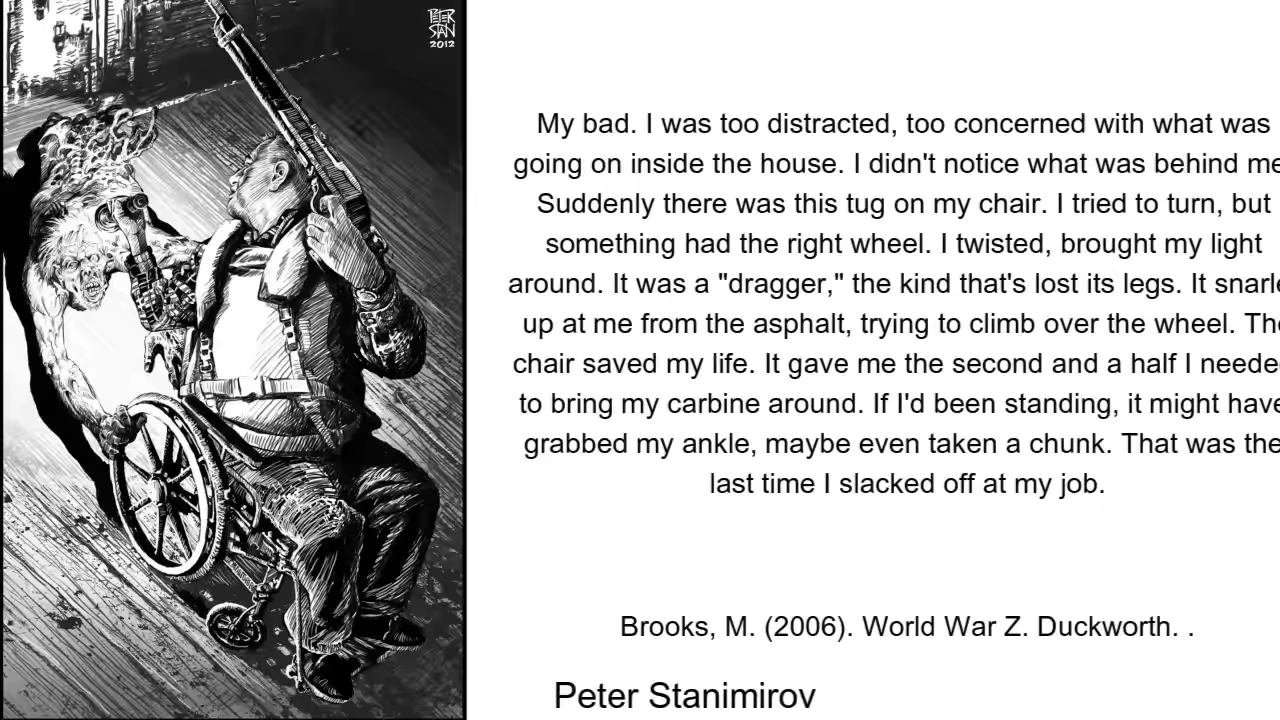 PETER
STAN
2012
My bad. I was too distracted, too concerned with what was
going on inside the house. I didn't notice what was behind me
Suddenly there was this tug on my chair. I tried to turn, but
something had the right wheel. I twisted, brought my light
around. It was a "dragger," the kind that's lost its legs. It snarle
up at me from the asphalt, trying to climb over the wheel. The
chair saved my life. It gave me the second and a half I needed
to bring my carbine around. If I'd been standing, it might have
grabbed my ankle, maybe even taken a chunk. That was the
last time I slacked off at my job.
Brooks, M. (2006). World War Z. Duckworth. .
Peter Stanimirov